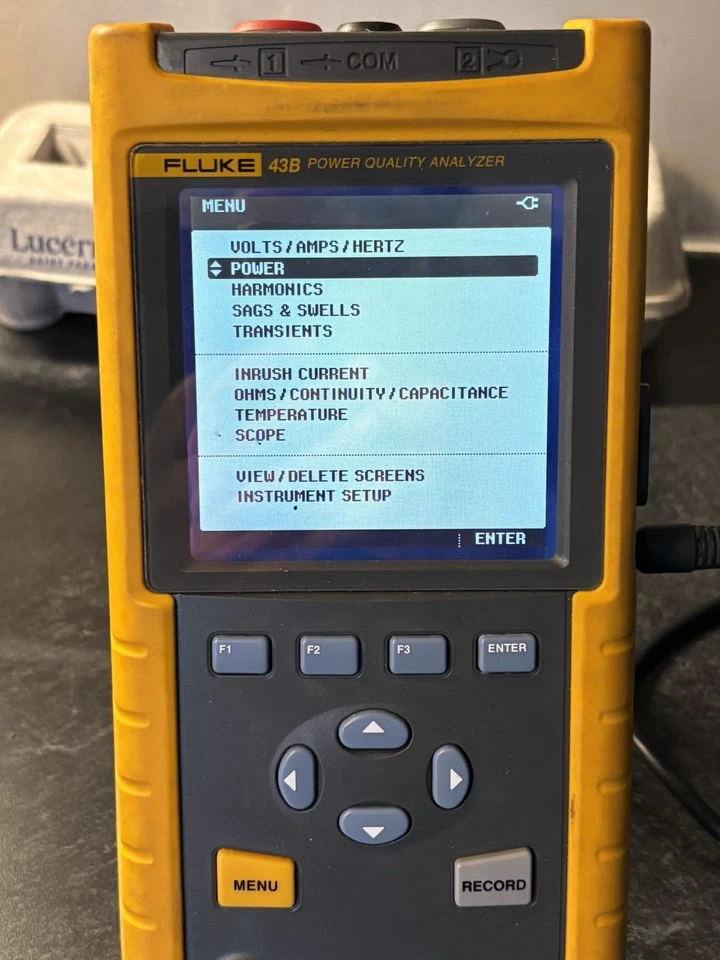 1 COM 2
FLUKE 43B POWER QUALITY ANALYZER
Lucer
MENU
VOLTS/AMPS/HERTZ
POWER
HARMONICS
SAGS & SWELLS
TRANSIENTS
INRUSH CURRENT
OHMS/CONTINUITY/CAPACITANCE
TEMPERATURE
SCOPE
VIEW/DELETE SCREENS
INSTRUMENT SETUP
ENTER
F1 F2 F3 ENTER
MENU RECORD